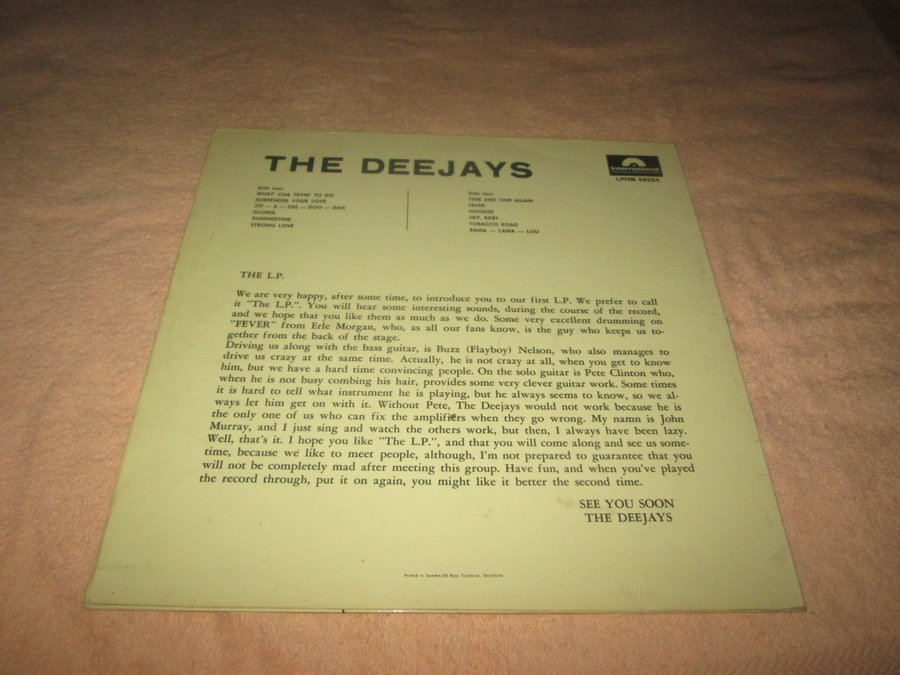 THE DEEJAYS
international
LPHM 46254
Side one:
WHAT' CHA TRYIN' TO DO
SURRENDER YOUR LOVE
ZIP — A — DEE — DOO — DAH
GLORIA
SUMMERTIME
STRONG LOVE
Side two:
TIME AND TIME AGAIN
FEVER
HOOKED
HEY, BABY
TOBACCO ROAD
RAMA — LAMA — LOU
THE L.P.
We are very happy, after some time, to introduce you to our first L.P. We prefer to call
it "The L.P.". You will hear some interesting sounds, during the course of the record,
and we hope that you like them as much as we do. Some very excellent drumming on
"FEVER" from Erle Morgan, who, as all our fans know, is the guy who keeps us to-
gether from the back of the stage.
Driving us along with the bass guitar, is Buzz (Flayboy) Nelson, who also manages to
drive us crazy at the same time. Actually, he is not crazy at all, when you get to know
him, but we have a hard time convincing people. On the solo guitar is Pete Clinton who,
when he is not busy combing his hair, provides some very clever guitar work. Some times
it is hard to tell what instrument he is playing, but he always seems to know, so we al-
ways let him get on with it. Without Pete, The Deejays would not work because he is
the only one of us who can fix the amplifiers when they go wrong. My namn is John
Murray, and I just sing and watch the others work, but then, I always have been lazy.
Well, that's it. I hope you like "The L.P.", and that you will come along and see us some-
time, because we like to meet people, although, I'm not prepared to guarantee that you
will not be completely mad after meeting this group. Have fun, and when you've played
the record through, put it on again, you might like it better the second time.
SEE YOU SOON
THE DEEJAYS
Printed in Sweden/AB Bono Tryckerier, Stockholm